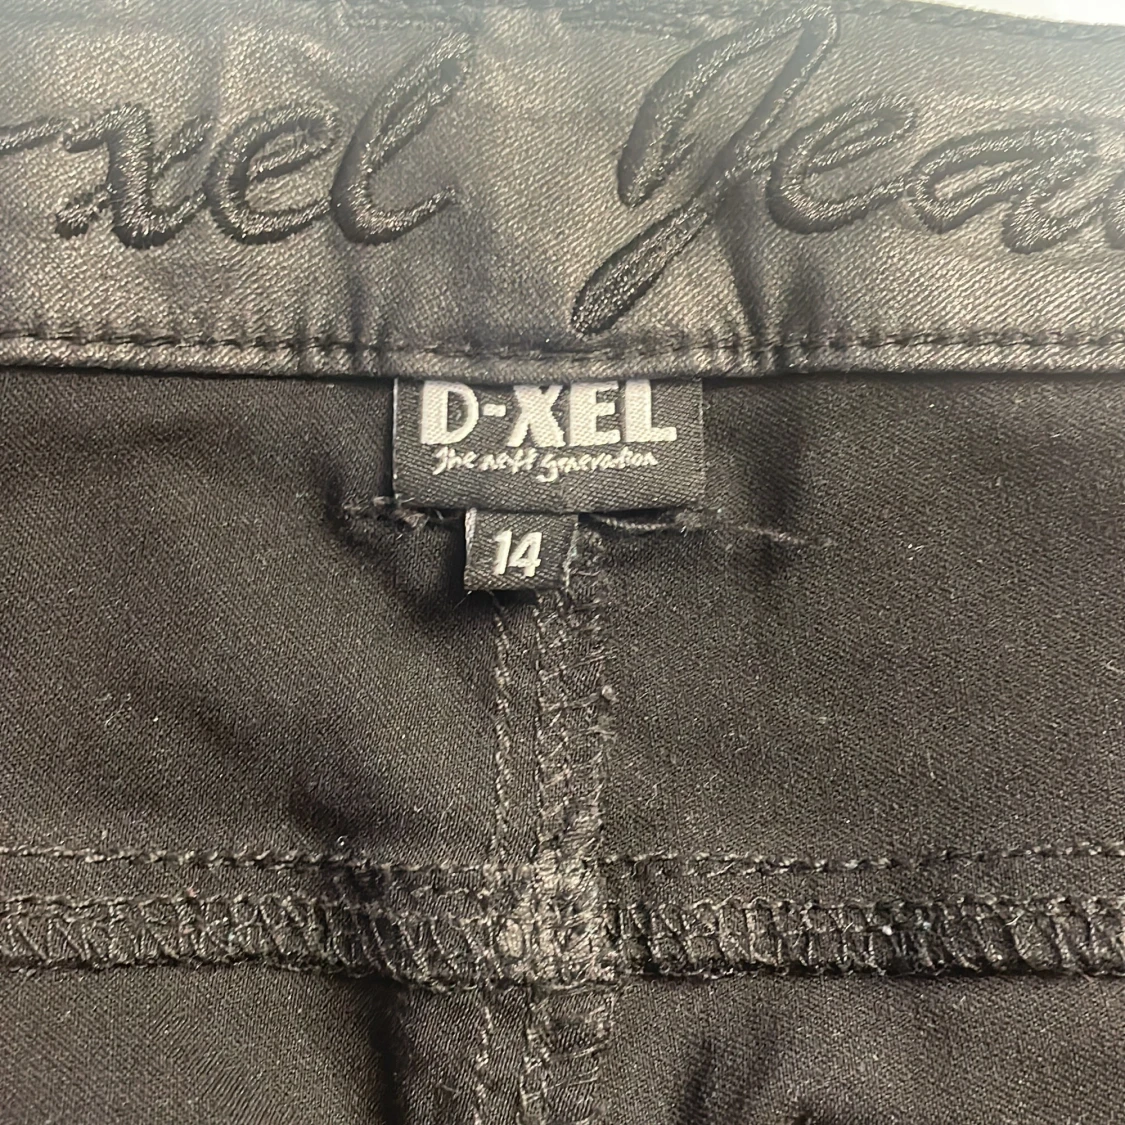 xel Jea
D-XEL
The next generation
14